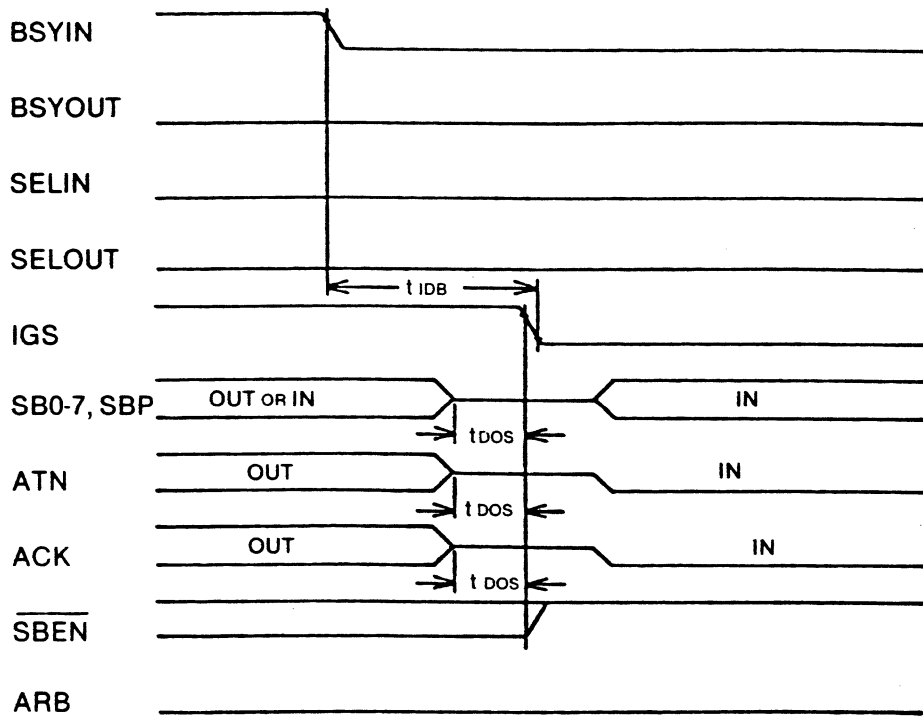 BSYIN
BSYOUT
SELIN
SELOUT
t IDB
IGS
SB0-7, SBP OUT OR IN IN
t DOS
ATN OUT IN
t DOS
ACK OUT IN
t DOS
SBEN
ARB